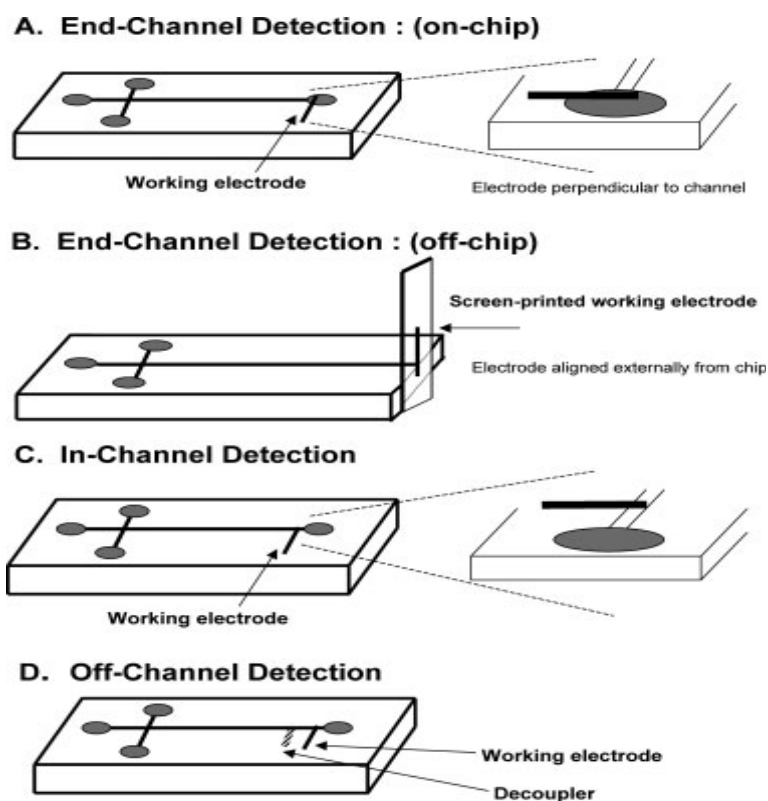 A. End-Channel Detection : (on-chip)
Working electrode
Electrode perpendicular to channel
B. End-Channel Detection : (off-chip)
Screen-printed working electrode
Electrode aligned externally from chip
C. In-Channel Detection
Working electrode
D. Off-Channel Detection
Working electrode
Decoupler